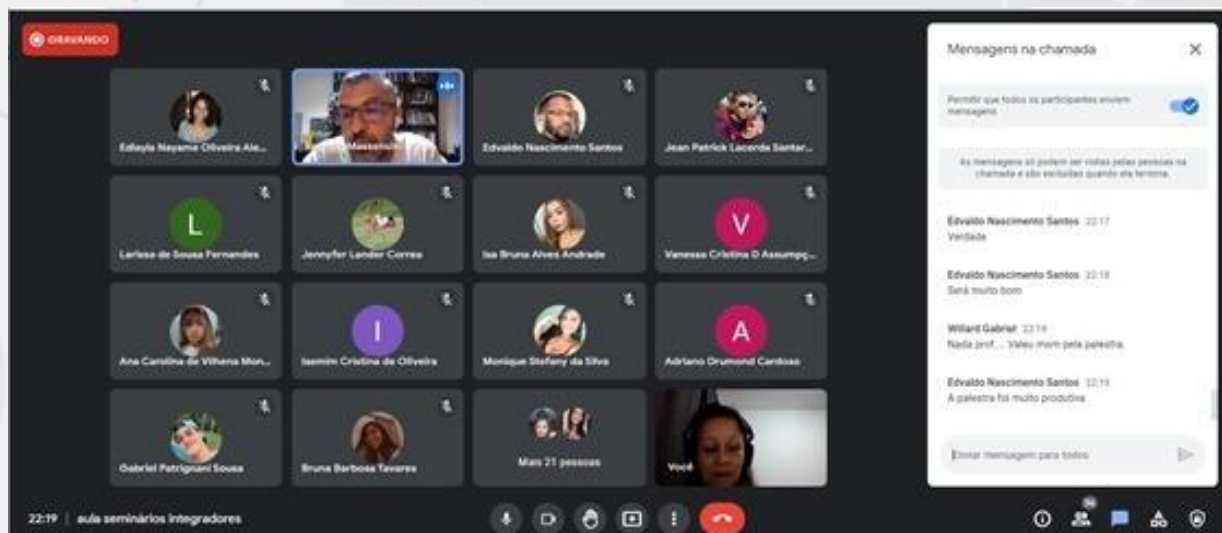 GRAVANDO
Edlayla Nayame Oliveira Ale...
Edvaldo Nascimento Santos
Jean Patrick Lacerda Santar...
L
Larissa de Sousa Fernandes
Jennyfer Lander Correa
Isa Bruna Alves Andrade
V
Vanessa Cristina D Assumpç...
Ana Carolina de Vilhena Mon...
I
Iasmim Cristina de Oliveira
Monique Stefany da Silva
A
Adriano Drumond Cardoso
Gabriel Patrignani Sousa
Bruna Barbosa Tavares
Mais 21 pessoas
Você
22:19 | aula seminários integradores
Mensagens na chamada
Permitir que todos os participantes enviem
mensagens
As mensagens só podem ser vistas pelas pessoas na
chamada e são excluídas quando ela termina.
Edvaldo Nascimento Santos 22:17
Verdade
Edvaldo Nascimento Santos 22:18
Será muito bom
Willard Gabriel 22:19
Nada prof... Valeu msm pela palestra.
Edvaldo Nascimento Santos 22:19
A palestra foi muito produtiva
Enviar mensagem para todos